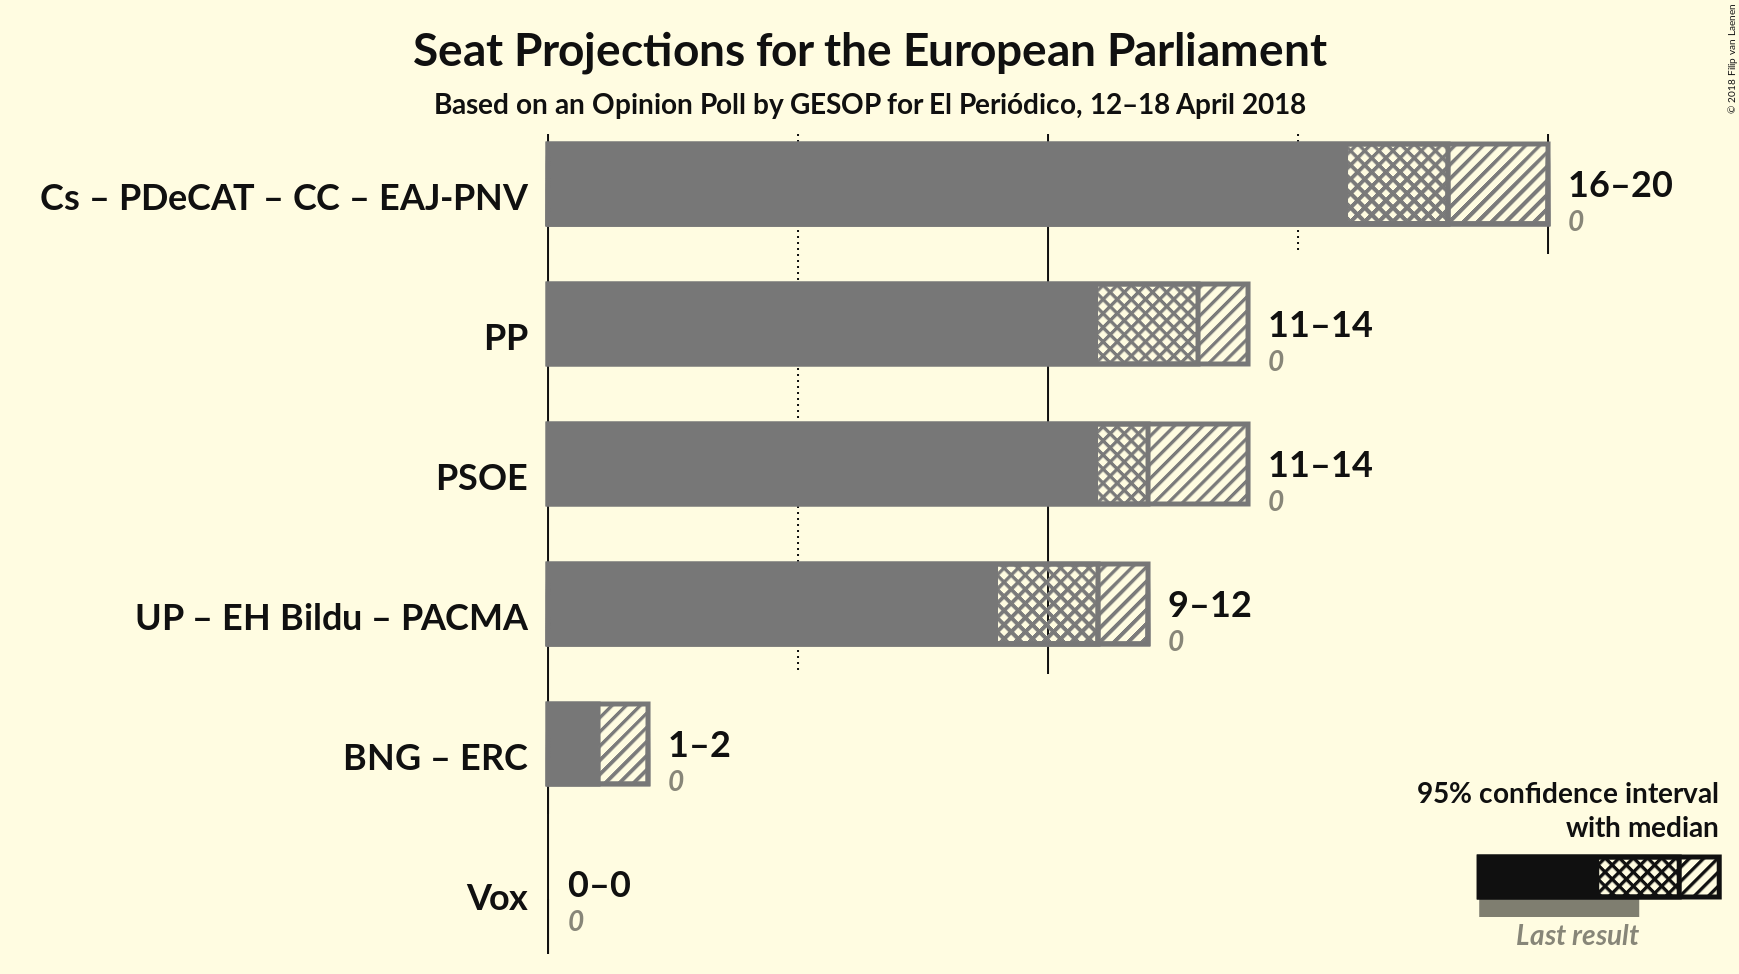 Seat Projections for the European Parliament
Based on an Opinion Poll by GESOP for El Periódico, 12–18 April 2018
© 2018 Filip van Laenen
Cs – PDeCAT – CC – EAJ-PNV
16–20
0
PP
11–14
0
PSOE
11–14
0
UP – EH Bildu – PACMA
9–12
0
BNG – ERC
1–2
0
Vox
0–0
0
95% confidence interval
with median
Last result